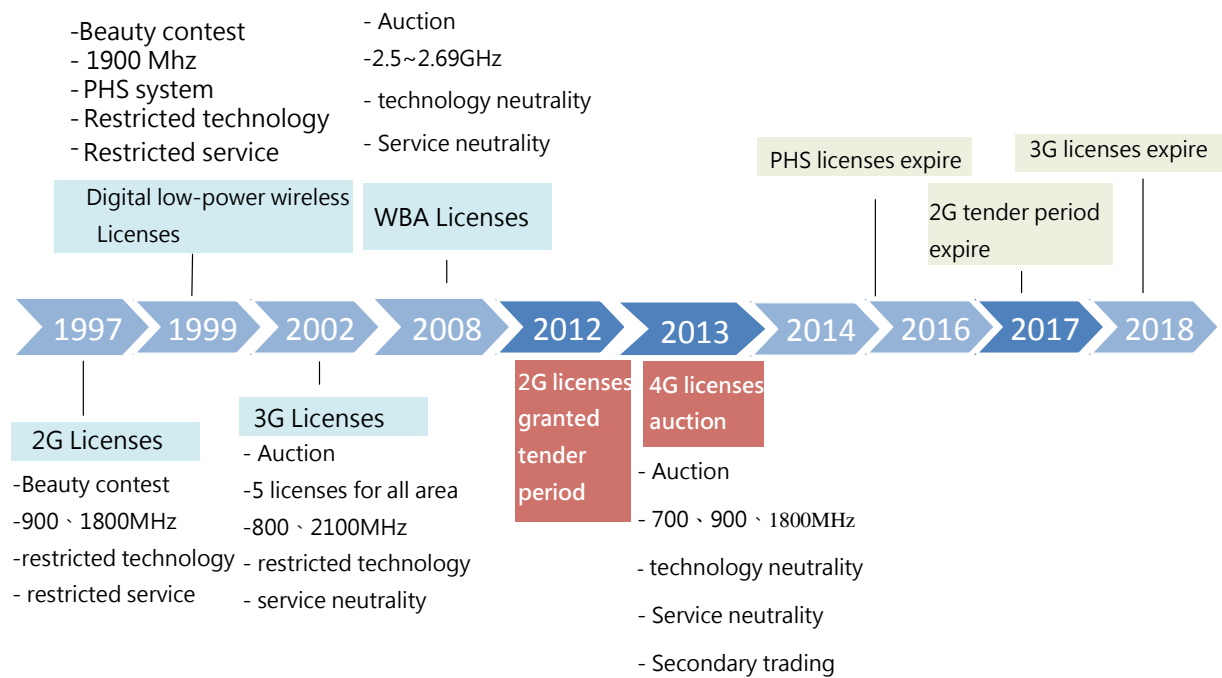 -Beauty contest
- 1900 Mhz
-PHS system
-Restricted technology
- Restricted service
- Auction
-2.5~2.69GHz
- technology neutrality
- Service neutrality
Digital low-power wireless
Licenses
WBA Licenses
PHS licenses expire
2G tender period
expire
3G licenses expire
1997
1999
2002
2008
2012
2013
2014
2016
2017
2018
2G Licenses
-Beauty contest
-900、1800MHz
-restricted technology
- restricted service
3G Licenses
- Auction
-5 licenses for all area
-800、2100MHz
- restricted technology
- service neutrality
2G licenses
granted
tender
period
4G licenses
auction
- Auction
- 700、900、1800MHz
- technology neutrality
- Service neutrality
- Secondary trading